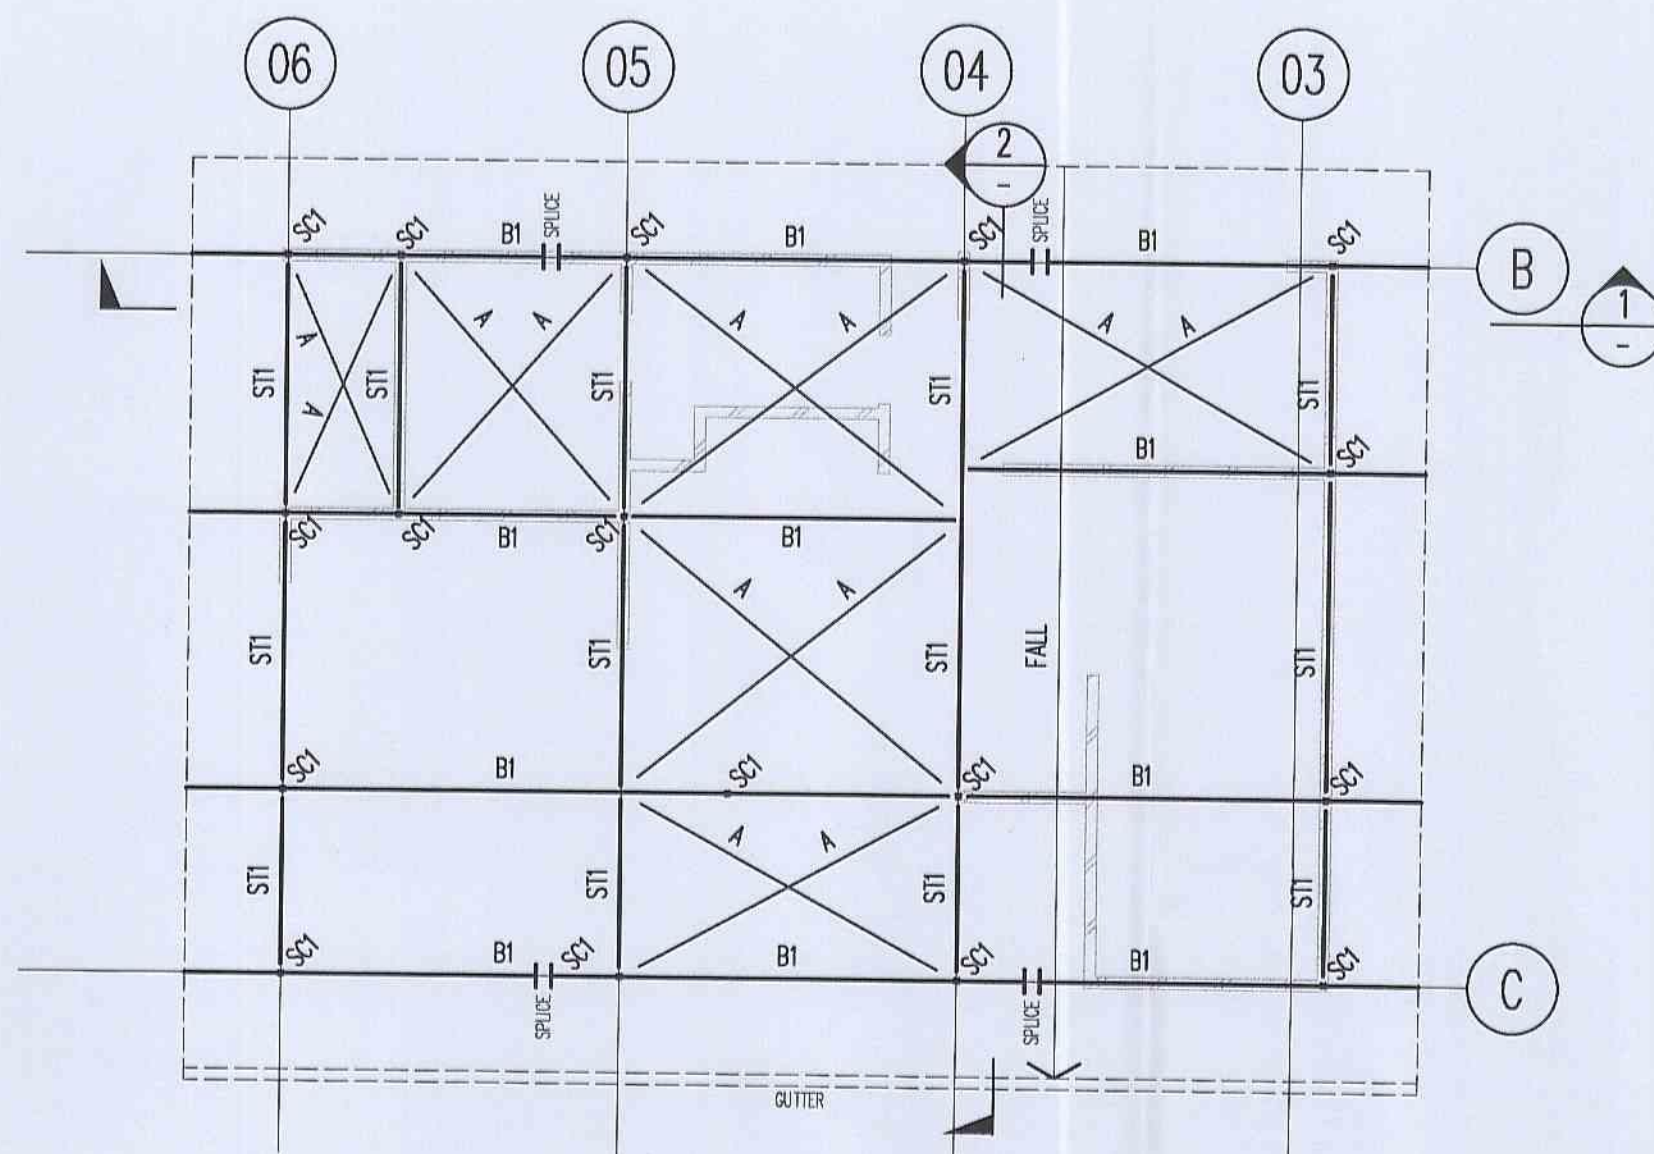 06 05 04 03
2
-
SC1 SC1 B1 SPLICE SC1 B1 SC1 SPLICE B1 SC1
B
1
-
A A A A A A A
ST1 ST1 ST1 ST1 ST1
A
B1 SC1
SC1 SC1 B1 SC1 B1
A A
ST1 ST1 ST1 FALL ST1
SC1 B1 SC1 SC1 B1 SC1
A A
ST1 ST1 ST1 ST1
SC1 B1 SC1 B1 SC1 B1 SC1
C
SPLICE SPLICE
GUTTER